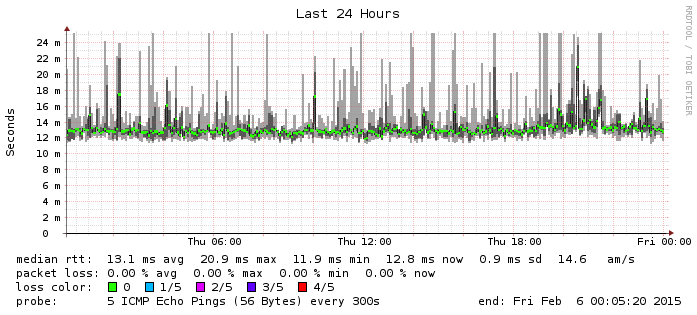 Last 24 Hours
RRDTOOL / TOBI OETIKER
Seconds
24 m
22 m
20 m
18 m
16 m
14 m
12 m
10 m
8 m
6 m
4 m
2 m
0
Thu 06:00 Thu 12:00 Thu 18:00 Fri 00:00
median rtt: 13.1 ms avg 20.9 ms max 11.9 ms min 12.8 ms now 0.9 ms sd 14.6 am/s
packet loss: 0.00 % avg 0.00 % max 0.00 % min 0.00 % now
loss color: 0 1/5 2/5 3/5 4/5
probe: 5 ICMP Echo Pings (56 Bytes) every 300s end: Fri Feb 6 00:05:20 2015